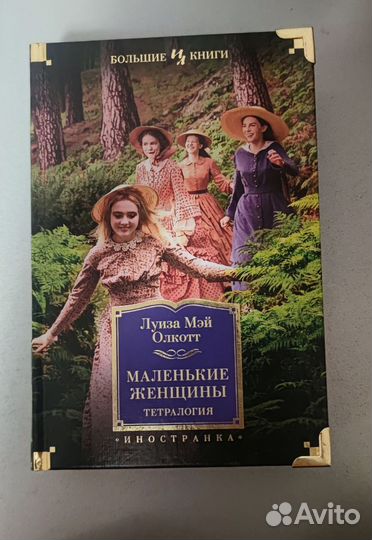 БОЛЬШИЕ И КНИГИ
Луиза Мэй
Олкотт
МАЛЕНЬКИЕ
ЖЕНЩИНЫ
ТЕТРАЛОГИЯ
• ИНОСТРАНКА •
Avito